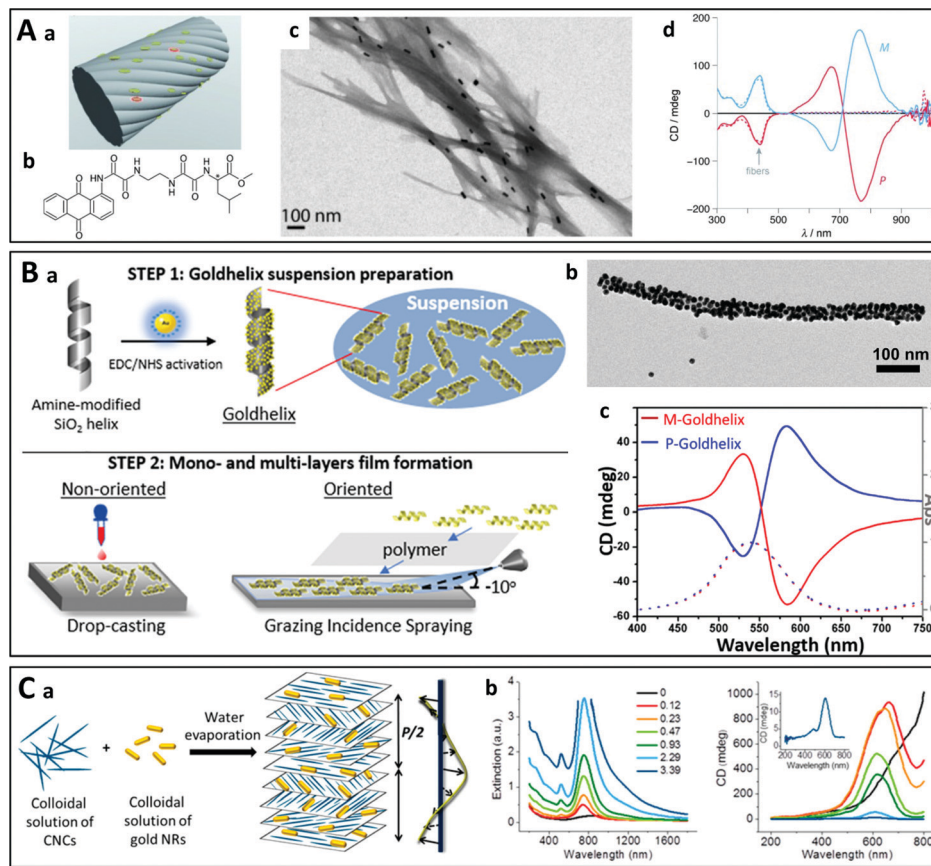 A a
b
O
O
HN
O
O
H
N
N
H
O
O
H
N
*
O
O
O
O
c
100 nm
d
CD / mdeg
200
100
0
−100
−200
M
P
fibers
300 500 700 900
λ / nm
B a
STEP 1: Goldhelix suspension preparation
Au
EDC/NHS activation
Amine-modified
SiO2 helix
Goldhelix
Suspension
STEP 2: Mono- and multi-layers film formation
Non-oriented
Oriented
polymer
-10°
Drop-casting
Grazing Incidence Spraying
b
100 nm
c
M-Goldhelix
P-Goldhelix
CD (mdeg)
40
20
0
-20
-40
-60
Abs
400 450 500 550 600 650 700 750
Wavelength (nm)
C a
Colloidal
solution of
CNCs
+
Colloidal
solution of
gold NRs
Water
evaporation
P/2
b
Extinction (a.u.)
4
3
2
1
0
0
0.12
0.23
0.47
0.93
2.29
3.39
600 1000 1400 1800
Wavelength (nm)
CD (mdeg)
1000
800
600
400
200
0
CD (mdeg)
15
10
5
0
200 400 600 800
Wavelength (nm)
200 400 600 800
Wavelength (nm)